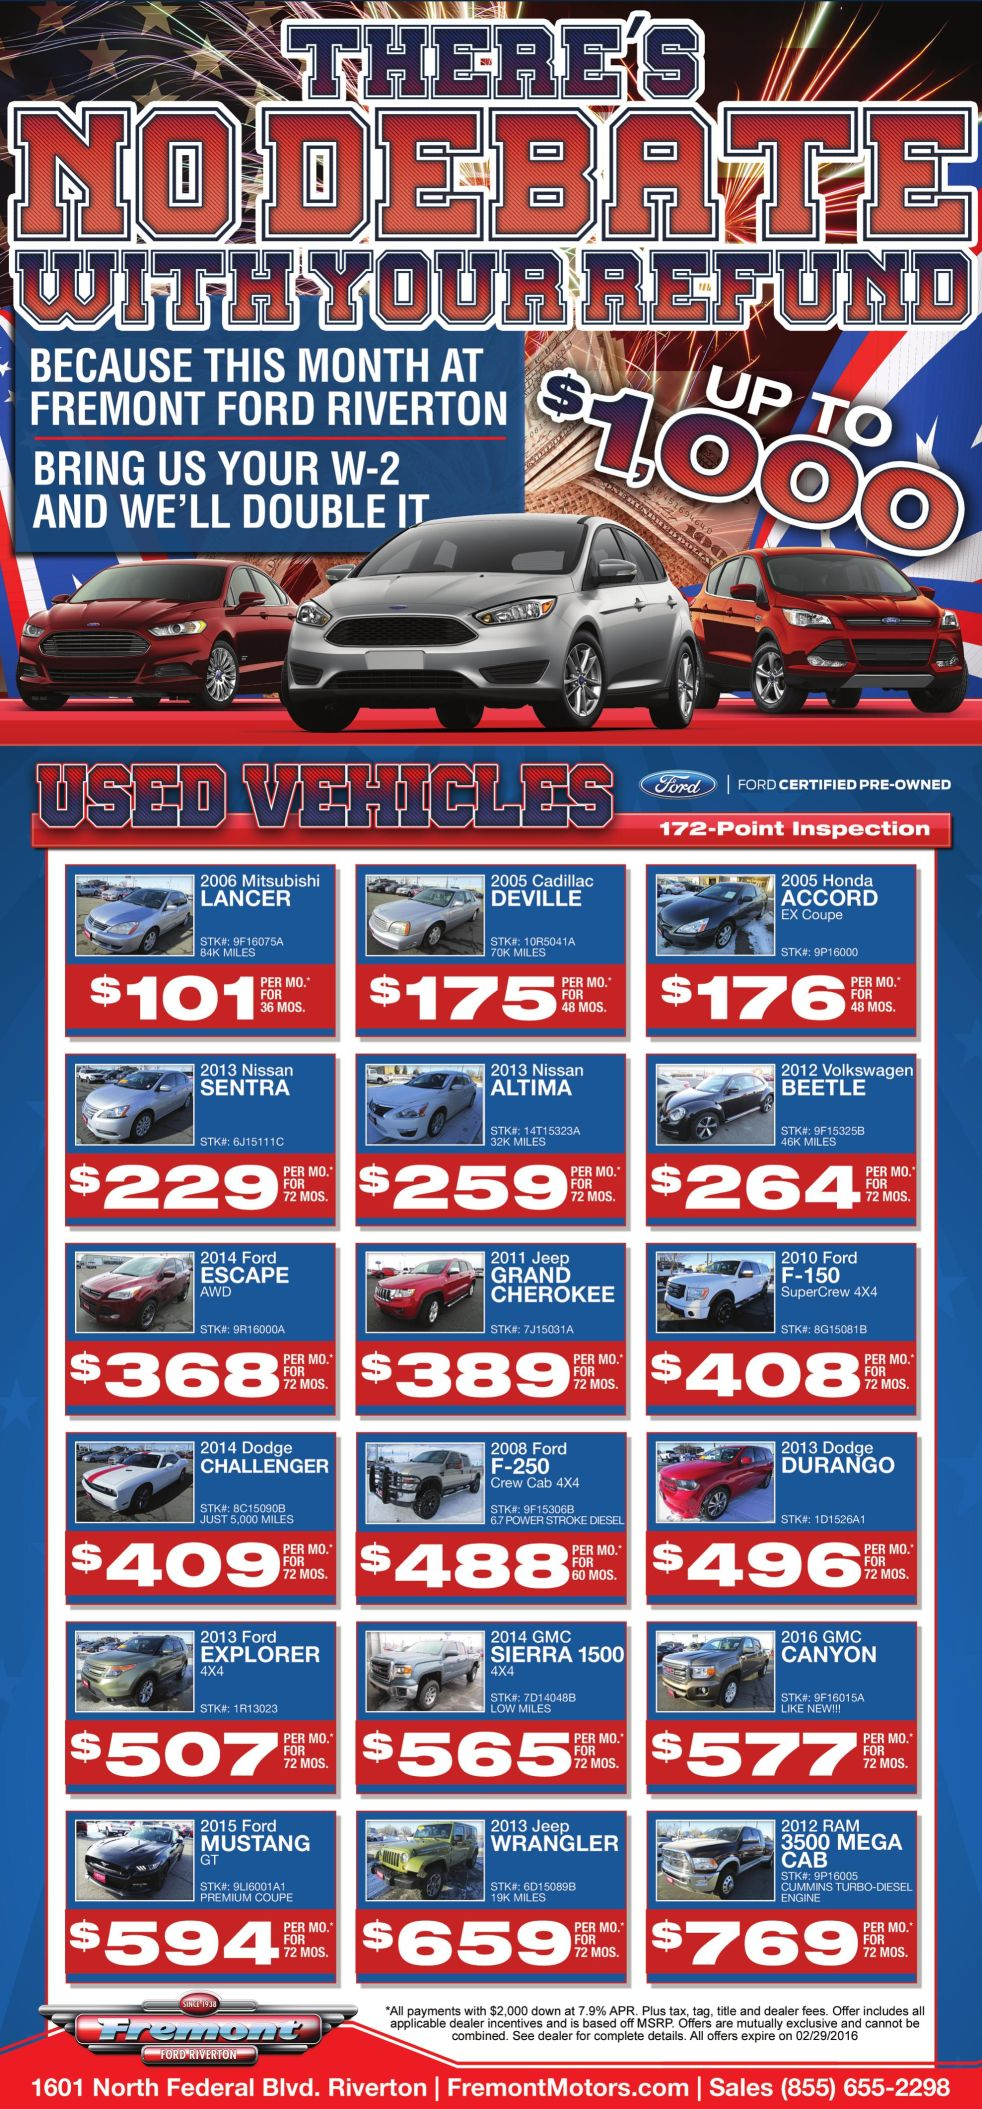 THERE'S
NO DEBATE
WITH YOUR REFUND
BECAUSE THIS MONTH AT
FREMONT FORD RIVERTON
BRING US YOUR W-2
AND WE'LL DOUBLE IT
UP TO
$1,000
USED VEHICLES
Ford
FORD CERTIFIED PRE-OWNED
172-Point Inspection
2006 Mitsubishi
LANCER
STK#: 9F16075A
84K MILES
$101 PER MO.*
FOR
36 MOS.
2005 Cadillac
DEVILLE
STK#: 10R5041A
70K MILES
$175 PER MO.*
FOR
48 MOS.
2005 Honda
ACCORD
EX Coupe
STK#: 9P16000
$176 PER MO.*
FOR
48 MOS.
2013 Nissan
SENTRA
STK#: 6J15111C
$229 PER MO.*
FOR
72 MOS.
2013 Nissan
ALTIMA
STK#: 14T15323A
32K MILES
$259 PER MO.*
FOR
72 MOS.
2012 Volkswagen
BEETLE
STK#: 9F15325B
46K MILES
$264 PER MO.*
FOR
72 MOS.
2014 Ford
ESCAPE
AWD
STK#: 9R16000A
$368 PER MO.*
FOR
72 MOS.
2011 Jeep
GRAND
CHEROKEE
STK#: 7J15031A
$389 PER MO.*
FOR
72 MOS.
2010 Ford
F-150
SuperCrew 4X4
STK#: 8G15081B
$408 PER MO.*
FOR
72 MOS.
2014 Dodge
CHALLENGER
STK#: 8C15090B
JUST 5,000 MILES
$409 PER MO.*
FOR
72 MOS.
2008 Ford
F-250
Crew Cab 4X4
STK#: 9F15306B
6.7 POWER STROKE DIESEL
$488 PER MO.*
FOR
60 MOS.
2013 Dodge
DURANGO
STK#: 1D1526A1
$496 PER MO.*
FOR
72 MOS.
2013 Ford
EXPLORER
4X4
STK#: 1R13023
$507 PER MO.*
FOR
72 MOS.
2014 GMC
SIERRA 1500
4X4
STK#: 7D14048B
LOW MILES
$565 PER MO.*
FOR
72 MOS.
2016 GMC
CANYON
STK#: 9F16015A
LIKE NEW!!!
$577 PER MO.*
FOR
72 MOS.
2015 Ford
MUSTANG
GT
STK#: 9LI6001A1
PREMIUM COUPE
$594 PER MO.*
FOR
72 MOS.
2013 Jeep
WRANGLER
STK#: 6D15089B
19K MILES
$659 PER MO.*
FOR
72 MOS.
2012 RAM
3500 MEGA
CAB
STK#: 9P16005
CUMMINS TURBO-DIESEL
ENGINE
$769 PER MO.*
FOR
72 MOS.
SINCE 1938
Fremont
FORD RIVERTON
*All payments with $2,000 down at 7.9% APR. Plus tax, tag, title and dealer fees. Offer includes all
applicable dealer incentives and is based off MSRP. Offers are mutually exclusive and cannot be
combined. See dealer for complete details. All offers expire on 02/29/2016
1601 North Federal Blvd. Riverton | FremontMotors.com | Sales (855) 655-2298